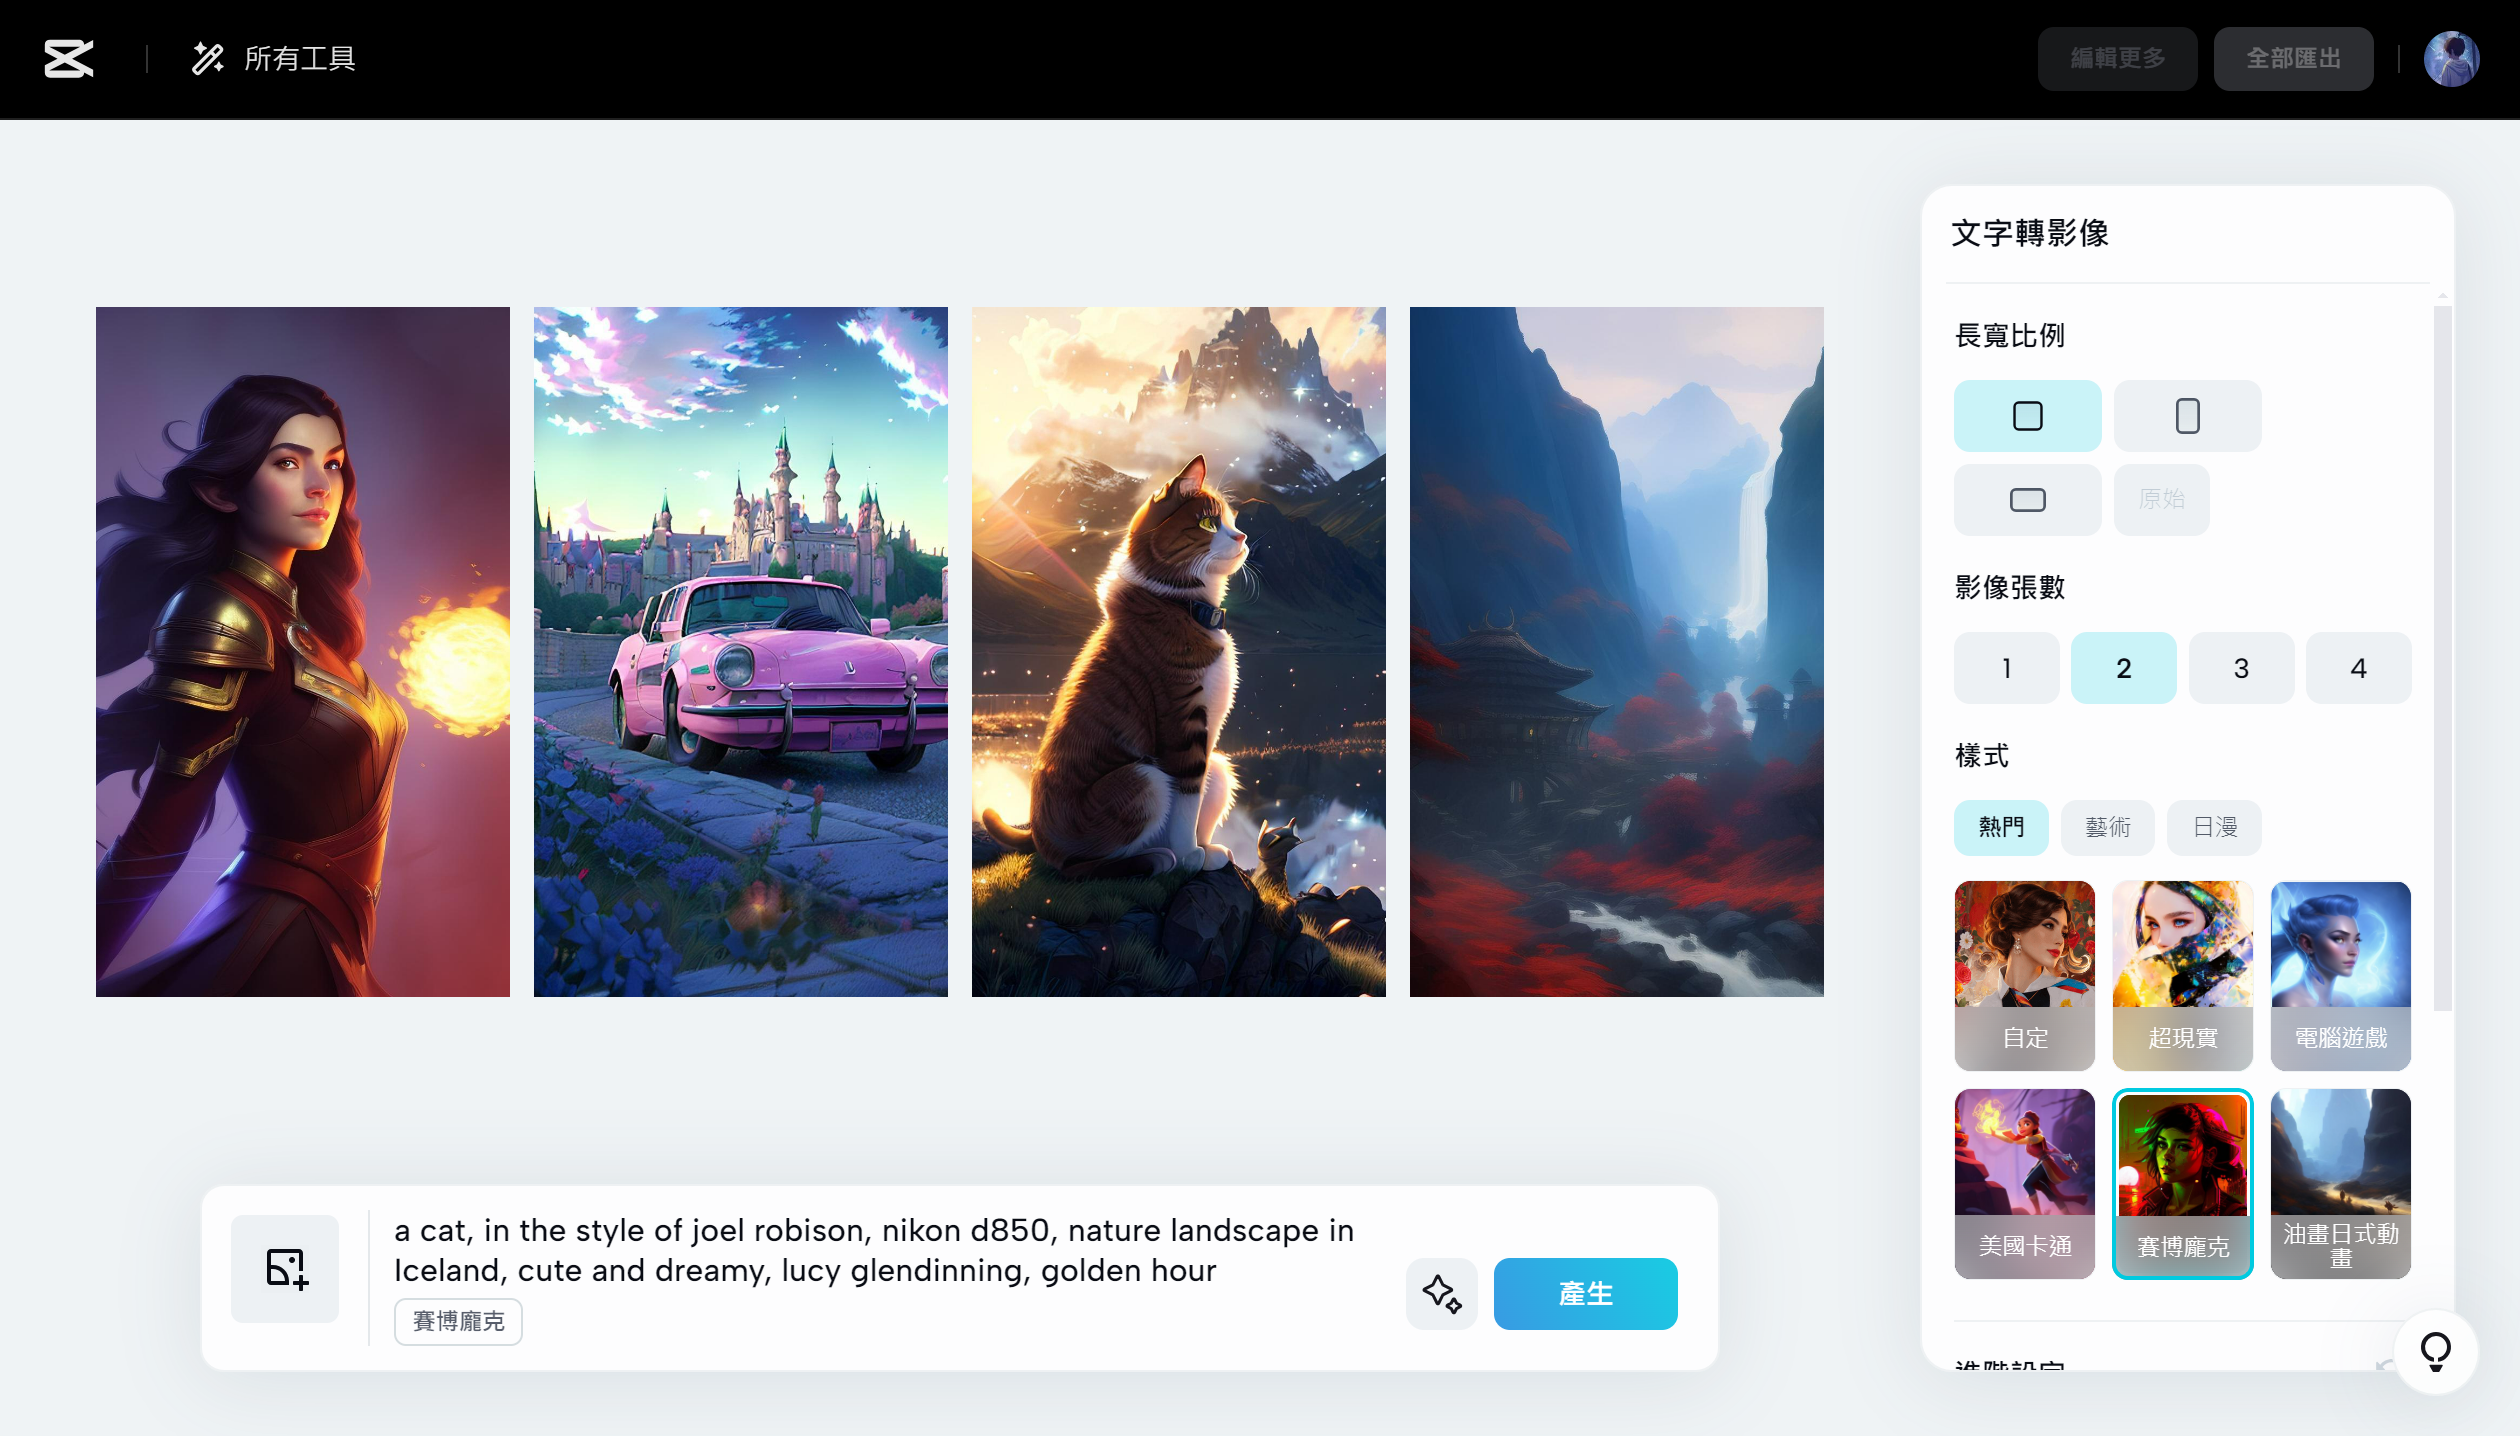 所有工具
編輯更多
全部匯出
文字轉影像
長寬比例
原始
影像張數
1
2
3
4
樣式
熱門
藝術
日漫
自定
超現實
電腦遊戲
美國卡通
賽博龐克
油畫日式動
畫
進階設定
a cat, in the style of joel robison, nikon d850, nature landscape in
Iceland, cute and dreamy, lucy glendinning, golden hour
賽博龐克
產生